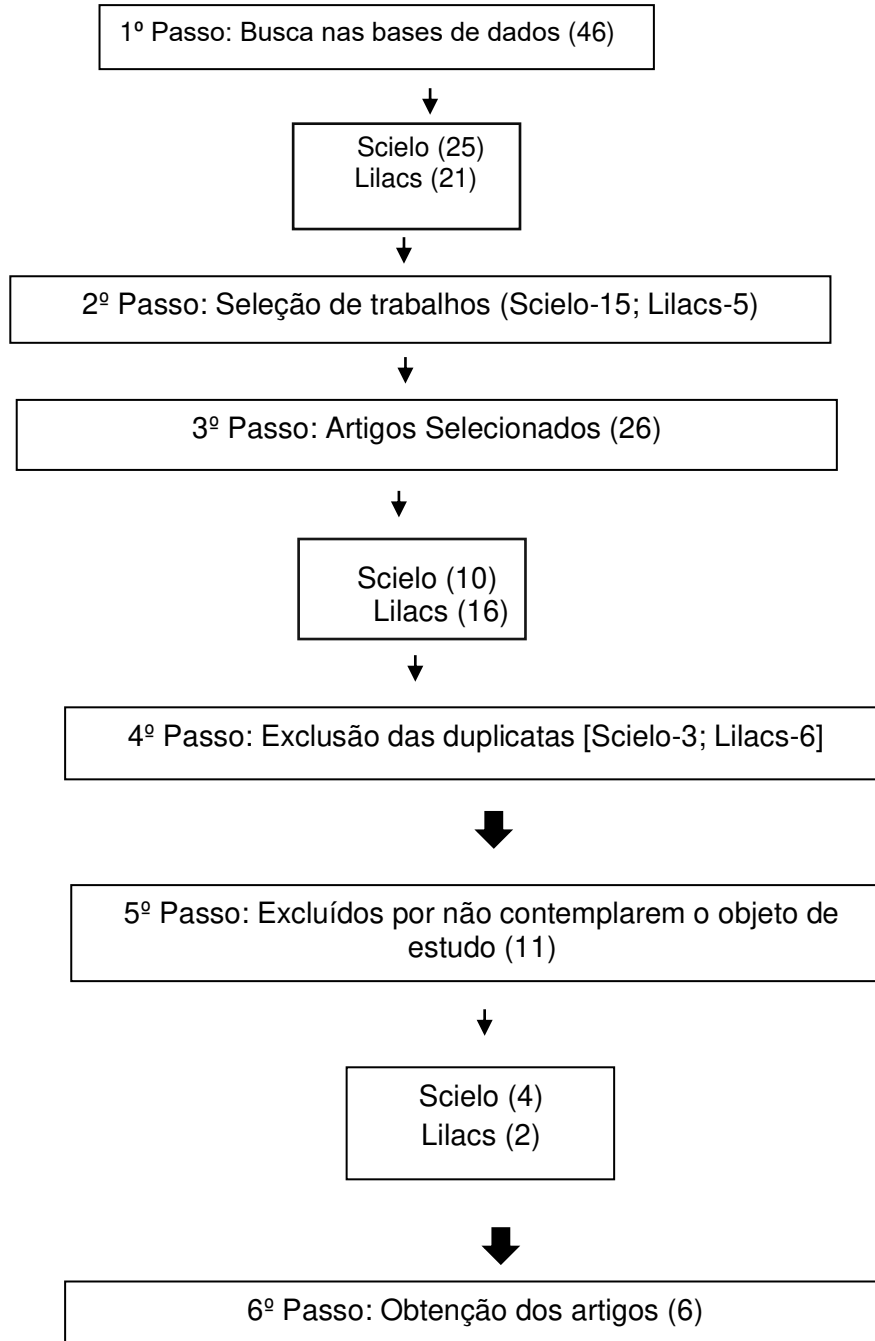 1º Passo: Busca nas bases de dados (46)
Scielo (25)
Lilacs (21)
2º Passo: Seleção de trabalhos (Scielo-15; Lilacs-5)
3º Passo: Artigos Selecionados (26)
Scielo (10)
Lilacs (16)
4º Passo: Exclusão das duplicatas [Scielo-3; Lilacs-6]
5º Passo: Excluídos por não contemplarem o objeto de
estudo (11)
Scielo (4)
Lilacs (2)
6º Passo: Obtenção dos artigos (6)